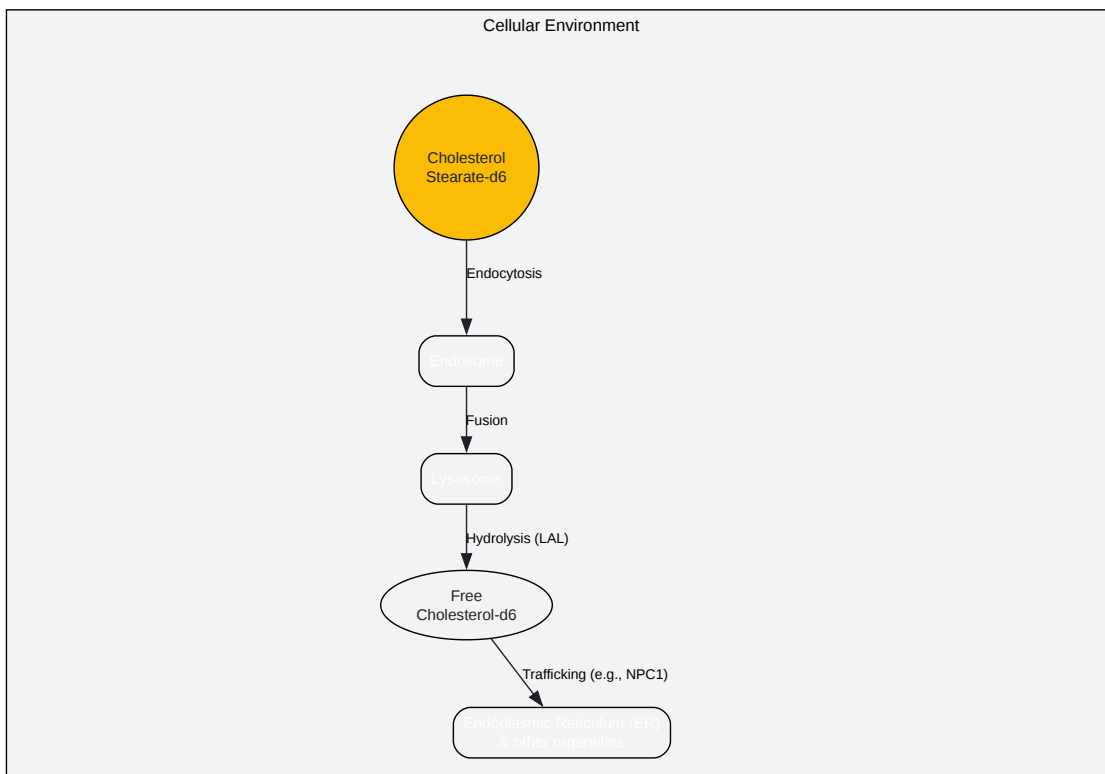 Cellular Environment
Cholesterol
Stearate-d6
Endocytosis
Endosome
Fusion
Lysosome
Hydrolysis (LAL)
Free
Cholesterol-d6
Trafficking (e.g., NPC1)
Endoplasmic Reticulum (ER)
& other organelles